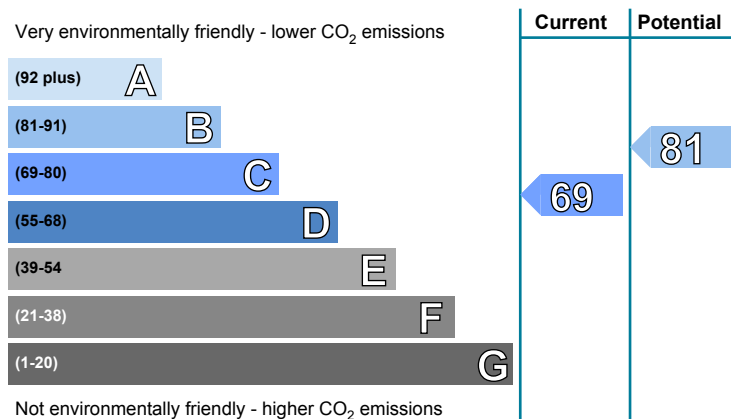 Very environmentally friendly - lower CO2 emissions
Current
Potential
(92 plus) A
(81-91) B
(69-80) C
(55-68) D
(39-54 E
(21-38) F
(1-20) G
81
69
Not environmentally friendly - higher CO2 emissions